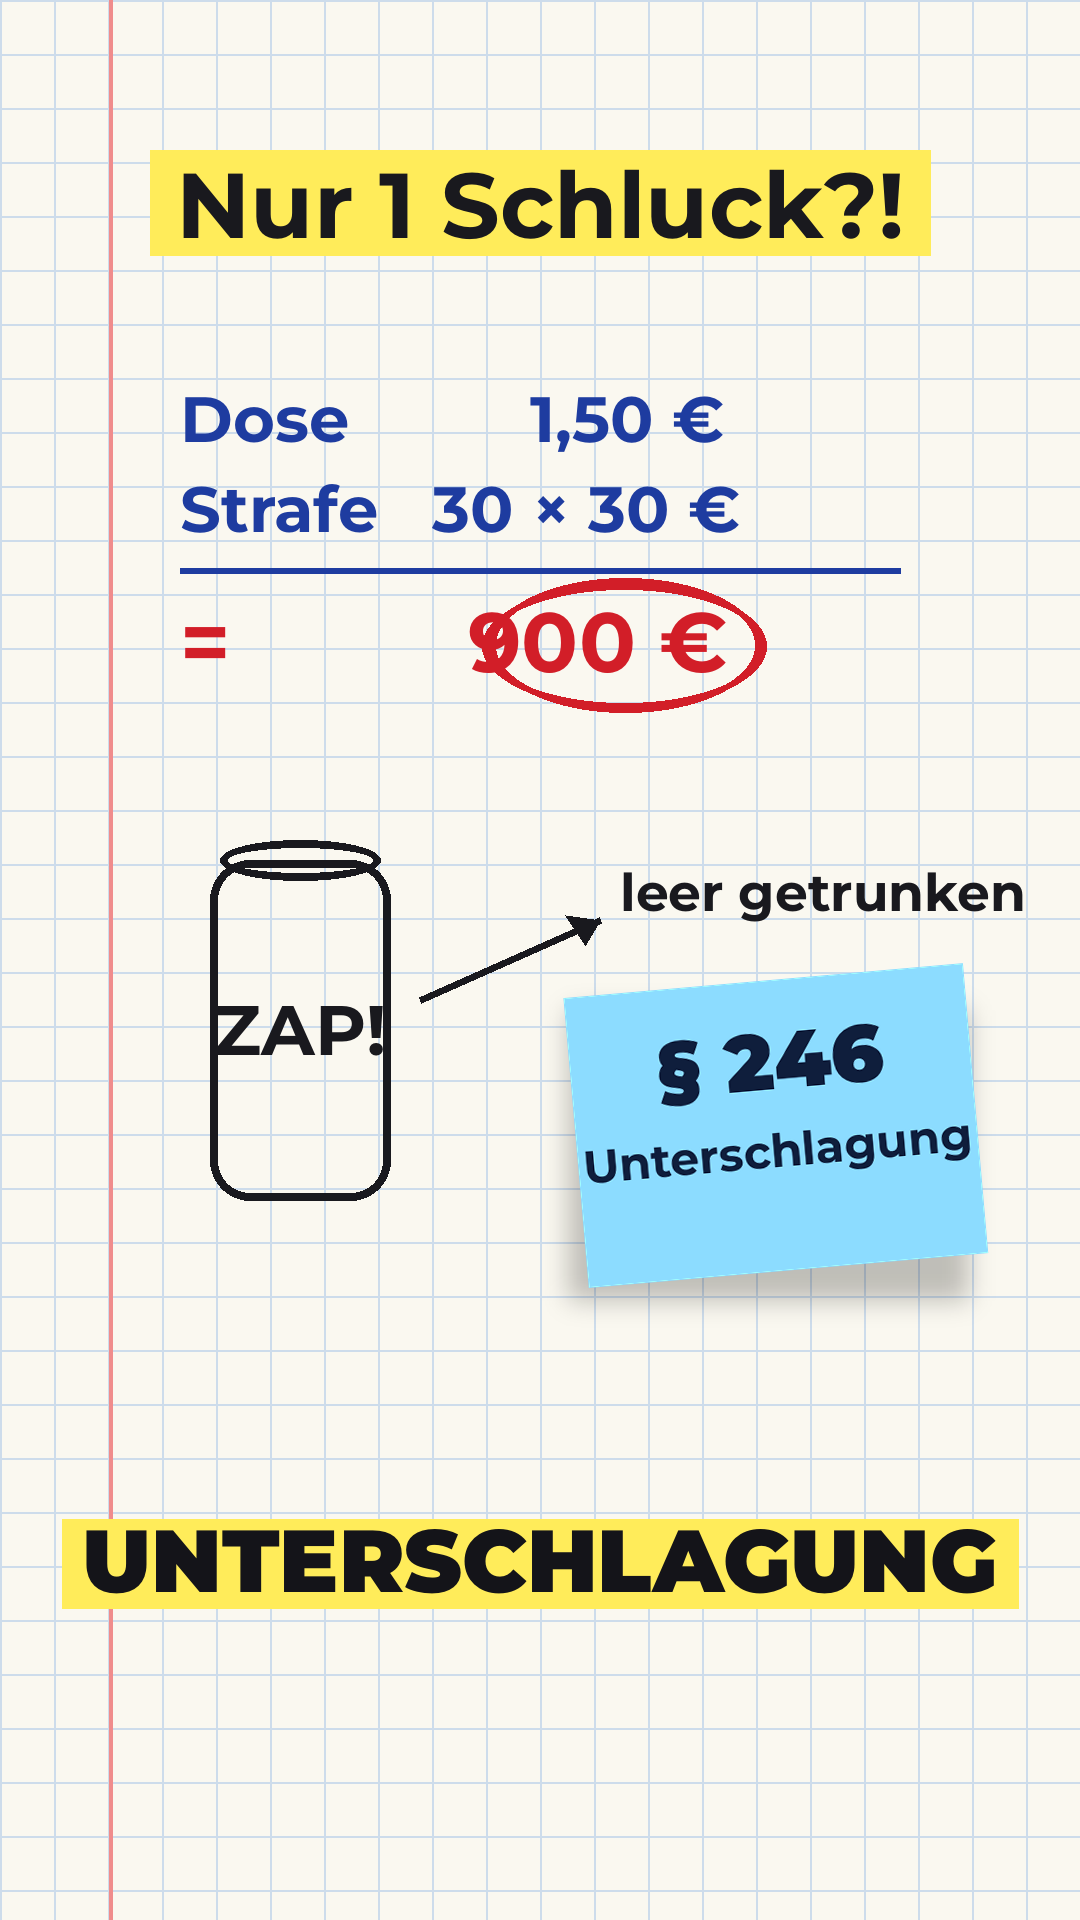 Nur 1 Schluck?!
Dose 1,50 €
Strafe 30 × 30 €
= 900 €
leer getrunken
ZAP!
§ 246
Unterschlagung
UNTERSCHLAGUNG